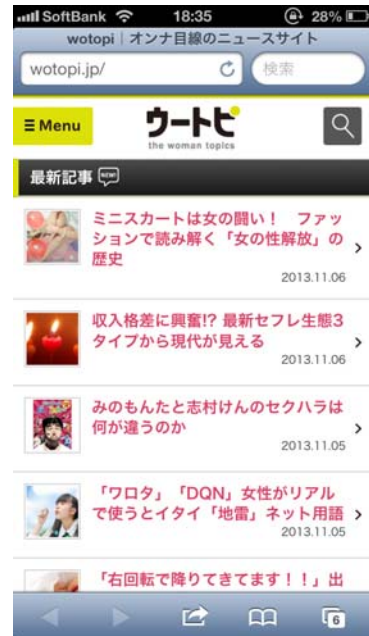 SoftBank 18:35 28%
wotopi｜オンナ目線のニュースサイト
wotopi.jp/ 検索
Menu ウートピ
the woman topics
最新記事 NEW!
ミニスカートは女の闘い！　ファッ
ションで読み解く「女の性解放」の
歴史
2013.11.06
収入格差に興奮!? 最新セフレ生態3
タイプから現代が見える
2013.11.06
みのもんたと志村けんのセクハラは
何が違うのか
2013.11.05
「ワロタ」「DQN」女性がリアル
で使うとイタイ「地雷」ネット用語
2013.11.05
「右回転で降りてきてます！！」出
6